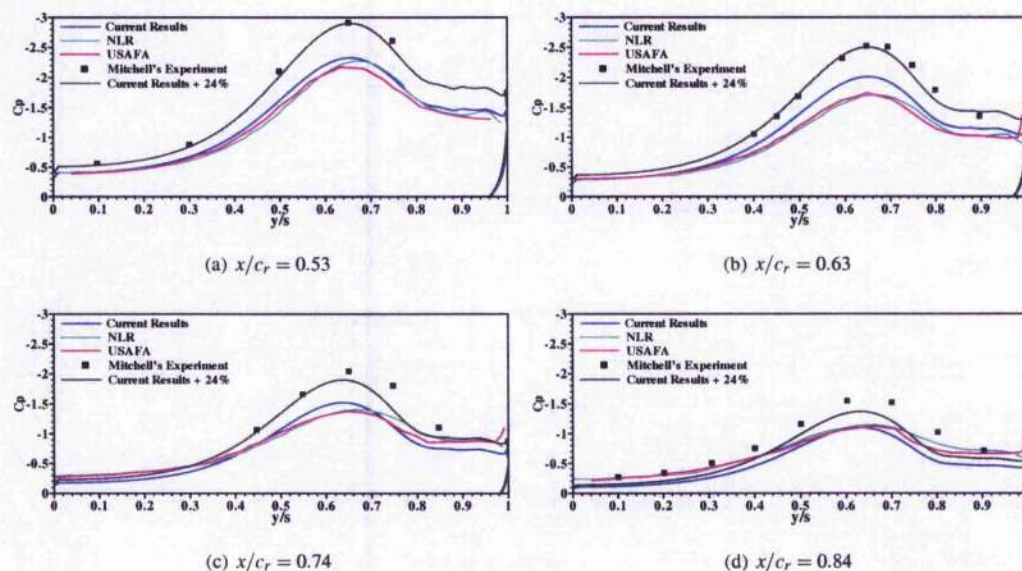 -3
-2.5
-2
-1.5
-1
-0.5
0
Cp
Current Results
NLR
USAFA
Mitchell's Experiment
Current Results + 24%
0 0.1 0.2 0.3 0.4 0.5 0.6 0.7 0.8 0.9 1
y/s
(a) x/c_r = 0.53
-3
-2.5
-2
-1.5
-1
-0.5
0
Cp
Current Results
NLR
USAFA
Mitchell's Experiment
Current Results + 24%
0 0.1 0.2 0.3 0.4 0.5 0.6 0.7 0.8 0.9 1
y/s
(b) x/c_r = 0.63
-3
-2.5
-2
-1.5
-1
-0.5
0
Cp
Current Results
NLR
USAFA
Mitchell's Experiment
Current Results + 24%
0 0.1 0.2 0.3 0.4 0.5 0.6 0.7 0.8 0.9 1
y/s
(c) x/c_r = 0.74
-3
-2.5
-2
-1.5
-1
-0.5
0
Cp
Current Results
NLR
USAFA
Mitchell's Experiment
Current Results + 24%
0 0.1 0.2 0.3 0.4 0.5 0.6 0.7 0.8 0.9 1
y/s
(d) x/c_r = 0.84